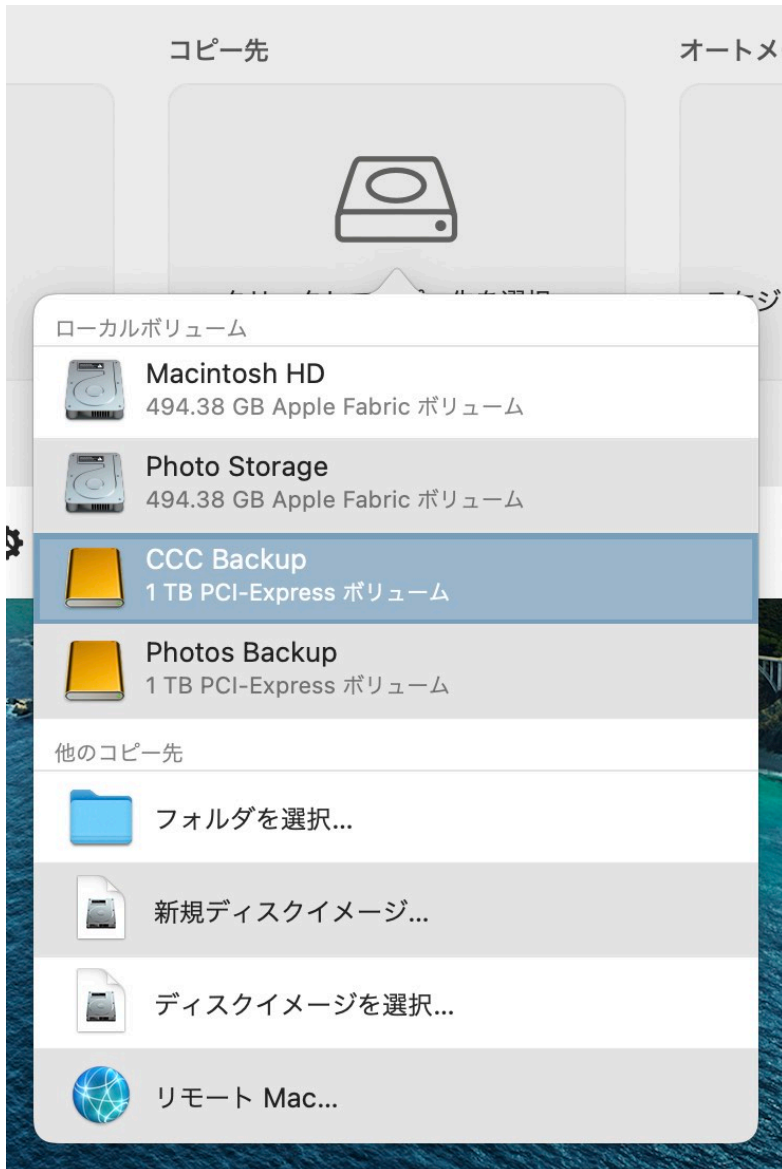 コピー先
オートメ
ローカルボリューム
Macintosh HD
494.38 GB Apple Fabric ボリューム
Photo Storage
494.38 GB Apple Fabric ボリューム
CCC Backup
1 TB PCI-Express ボリューム
Photos Backup
1 TB PCI-Express ボリューム
他のコピー先
フォルダを選択...
新規ディスクイメージ...
ディスクイメージを選択...
リモート Mac...